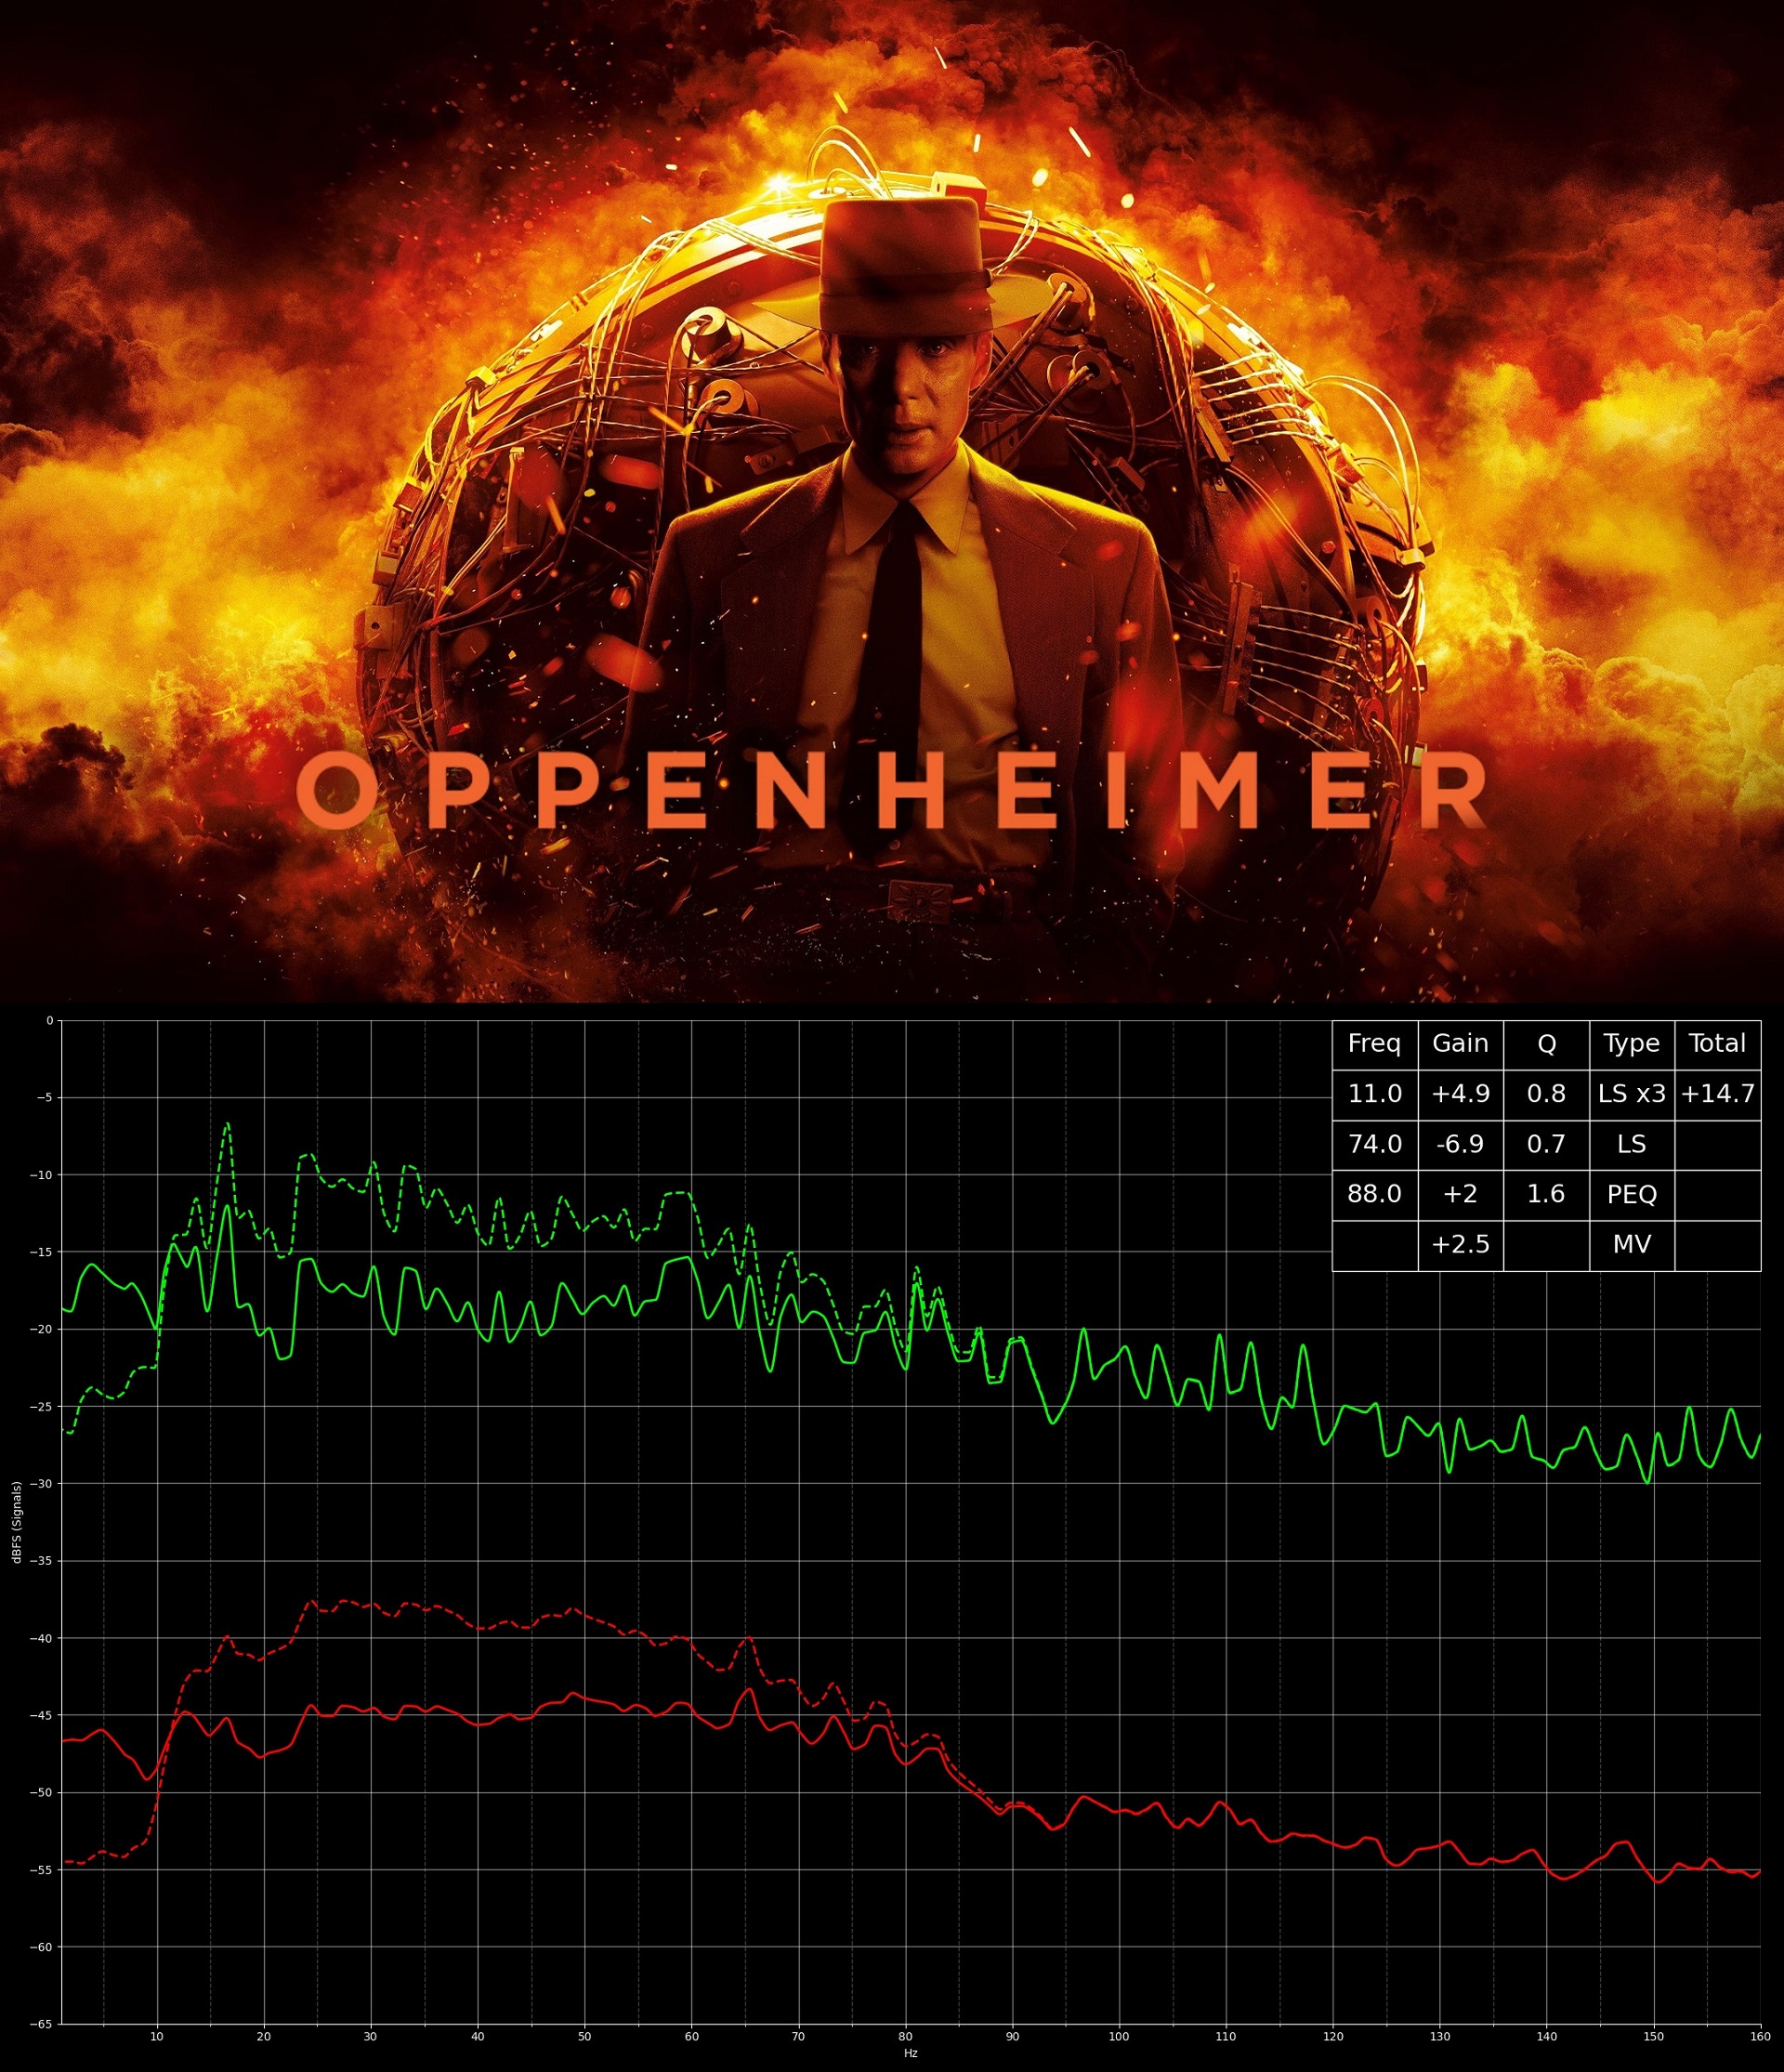 OPPENHEIMER
Freq Gain Q Type Total
11.0 +4.9 0.8 LS x3 +14.7
74.0 -6.9 0.7 LS
88.0 +2 1.6 PEQ
+2.5 MV
0
−5
−10
−15
−20
−25
−30
−35
−40
−45
−50
−55
−60
−65
dBFS (Signals)
10 20 30 40 50 60 70 80 90 100 110 120 130 140 150 160
Hz